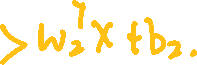 > w₂ᵀx + b₂.